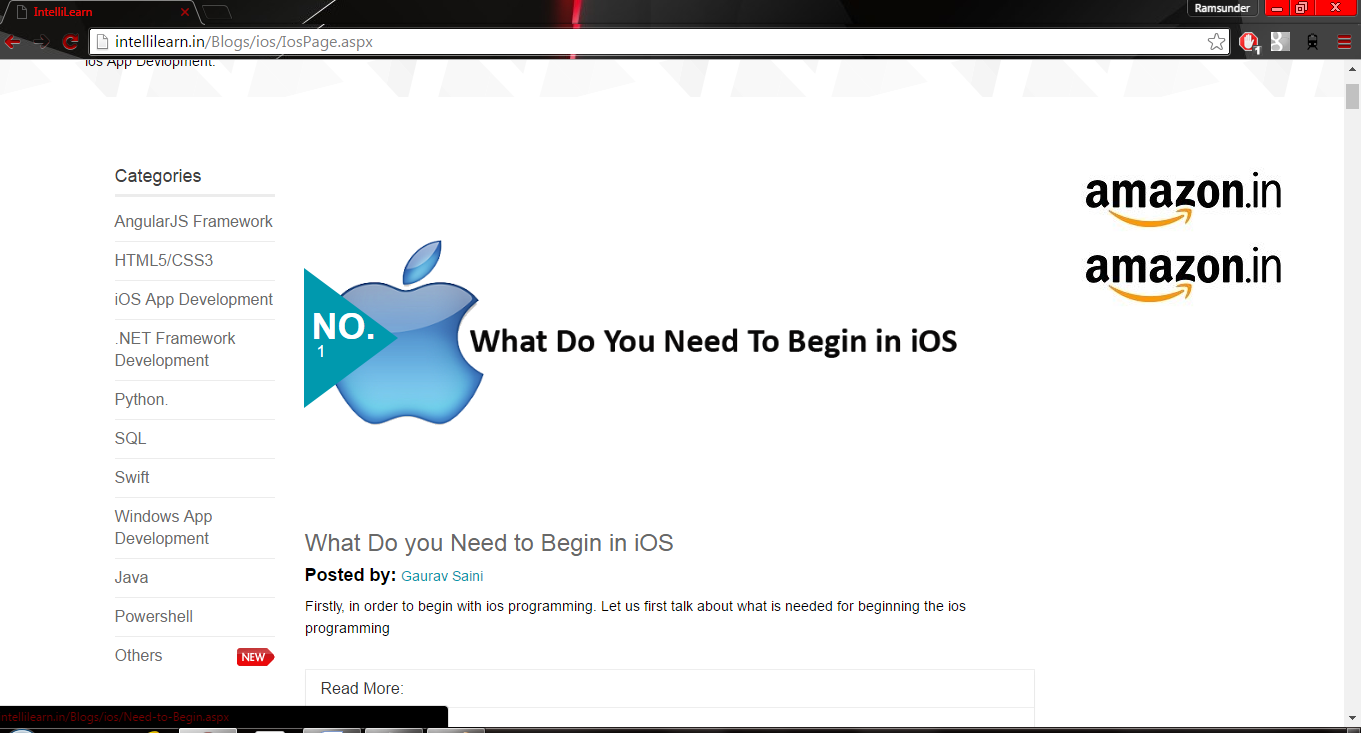 IntelliLearn
Ramsunder
intellilearn.in/Blogs/ios/IosPage.aspx
1
ios App Devlopment.
Categories
AngularJS Framework
HTML5/CSS3
iOS App Development
.NET Framework
Development
Python.
SQL
Swift
Windows App
Development
Java
Powershell
Others
NEW
NO.
1
What Do You Need To Begin in iOS
What Do you Need to Begin in iOS
Posted by: Gaurav Saini
Firstly, in order to begin with ios programming. Let us first talk about what is needed for beginning the ios
programming
Read More:
amazon.in
amazon.in
intellilearn.in/Blogs/ios/Need-to-Begin.aspx